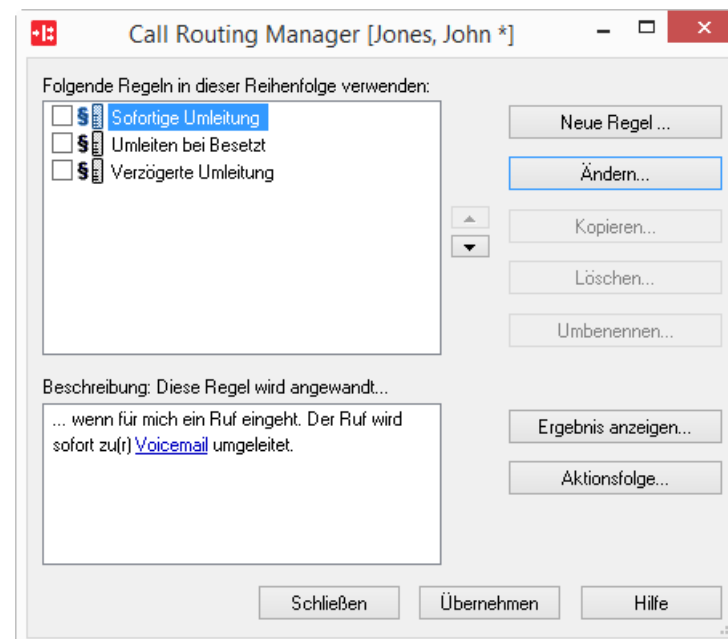 Call Routing Manager [Jones, John *]
Folgende Regeln in dieser Reihenfolge verwenden:
§ Sofortige Umleitung
§ Umleiten bei Besetzt
§ Verzögerte Umleitung
Neue Regel ...
Ändern...
Kopieren...
Löschen...
Umbenennen...
Beschreibung: Diese Regel wird angewandt...
... wenn für mich ein Ruf eingeht. Der Ruf wird
sofort zu(r) Voicemail umgeleitet.
Ergebnis anzeigen...
Aktionsfolge...
Schließen
Übernehmen
Hilfe